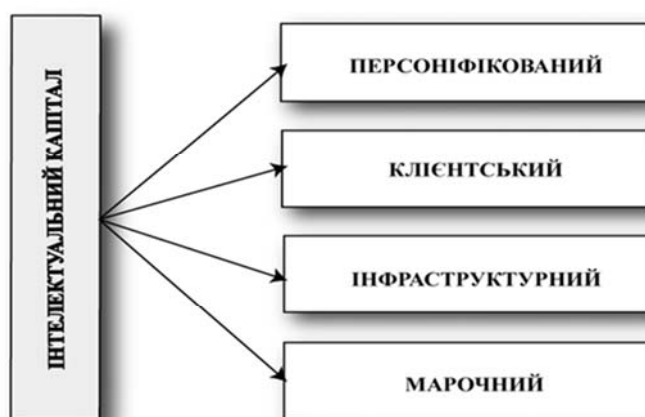 ІНТЕЛЕКТУАЛЬНИЙ КАПІТАЛ
ПЕРСОНІФІКОВАНИЙ
КЛІЄНТСЬКИЙ
ІНФРАСТРУКТУРНИЙ
МАРОЧНИЙ